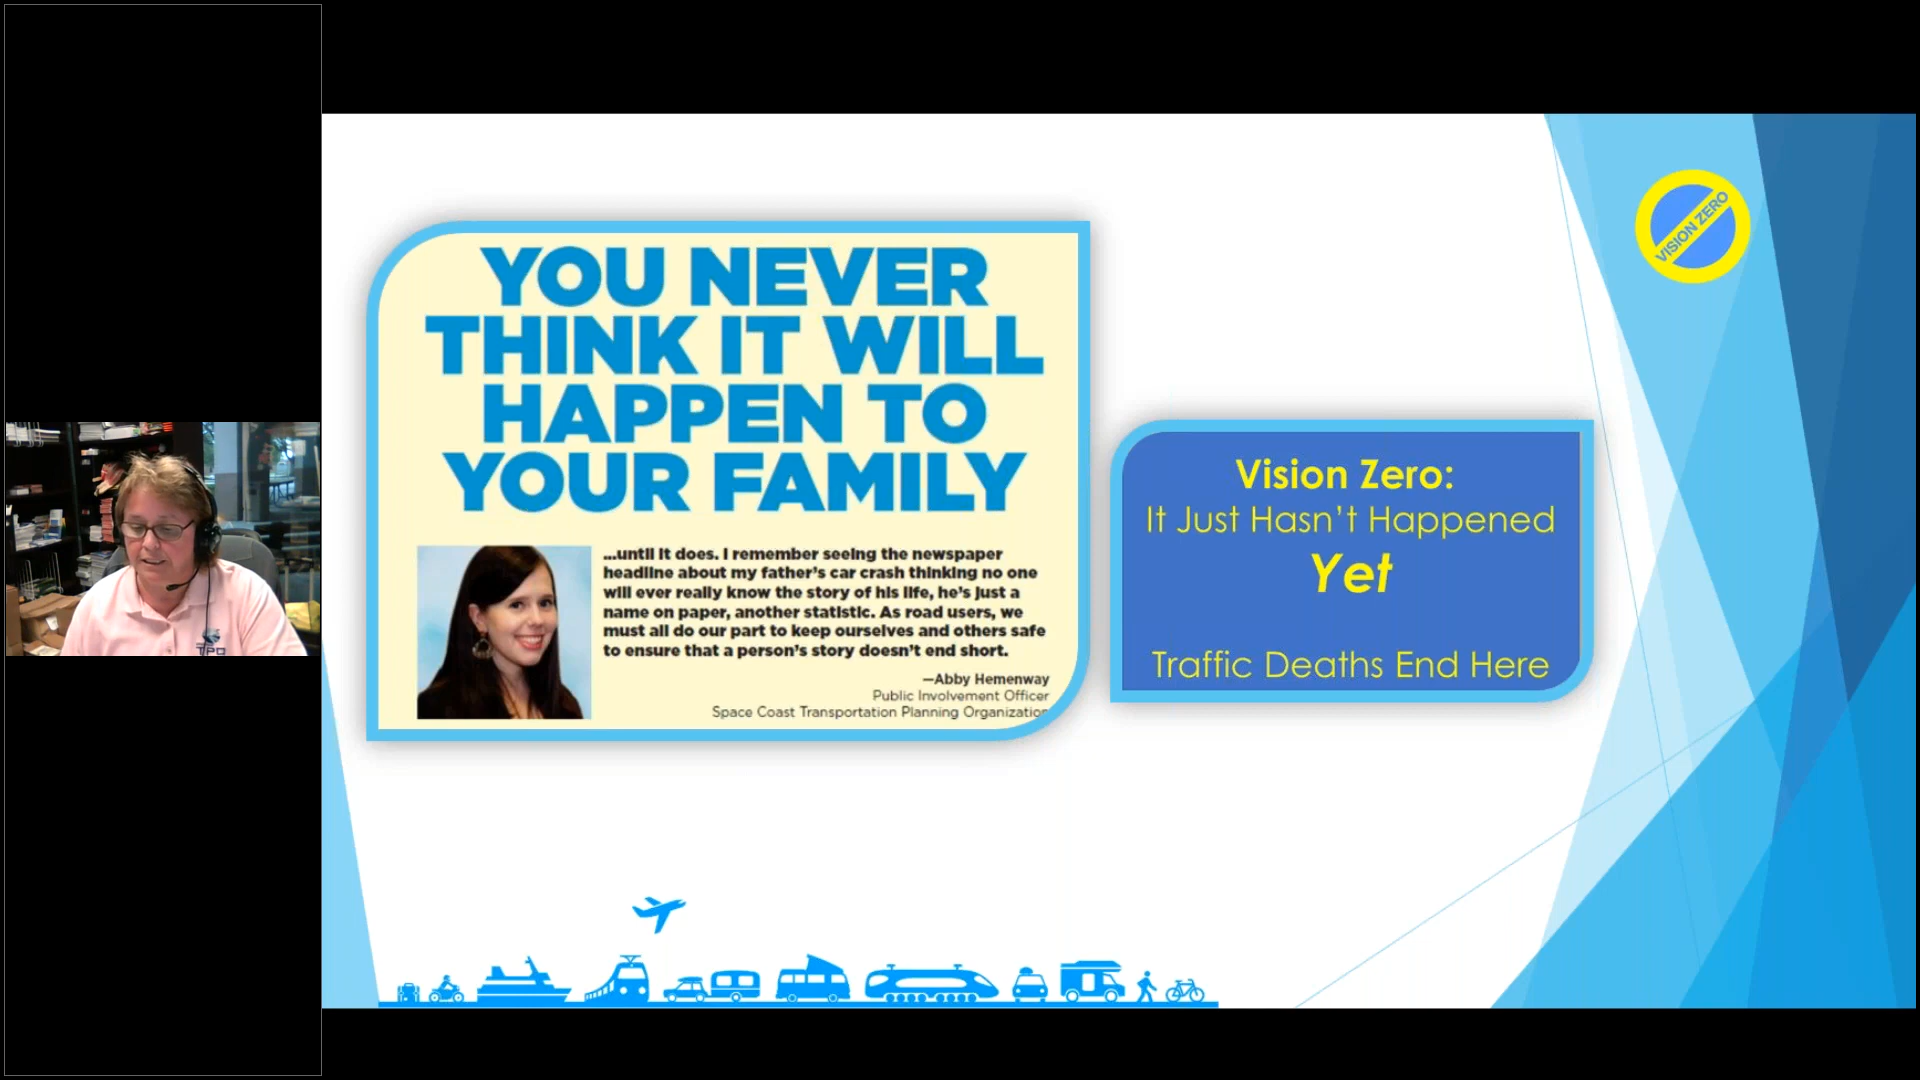 YOU NEVER
THINK IT WILL
HAPPEN TO
YOUR FAMILY
...until it does. I remember seeing the newspaper
headline about my father's car crash thinking no one
will ever really know the story of his life, he's just a
name on paper, another statistic. As road users, we
must all do our part to keep ourselves and others safe
to ensure that a person's story doesn't end short.
—Abby Hemenway
Public Involvement Officer
Space Coast Transportation Planning Organization
VISION ZERO
Vision Zero:
It Just Hasn't Happened
Yet
Traffic Deaths End Here
TPO